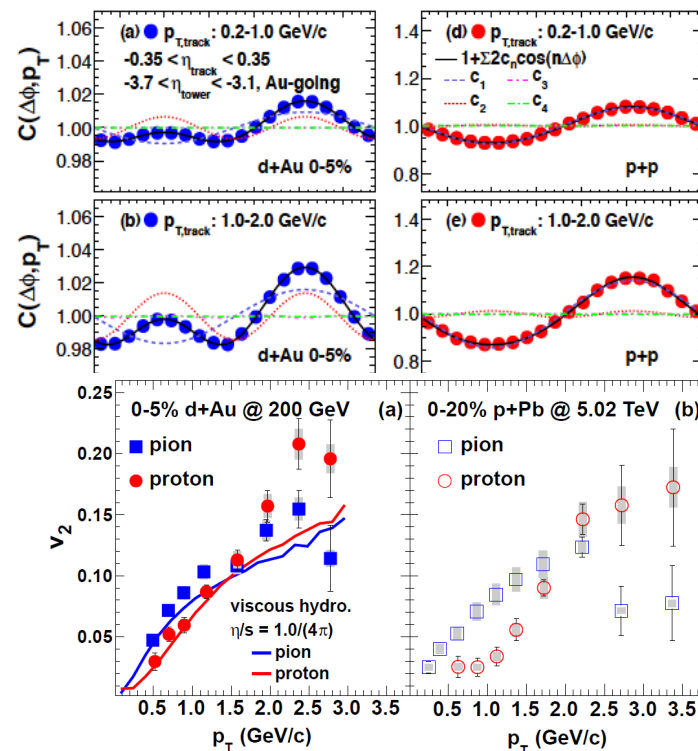 (a) p_T,track: 0.2-1.0 GeV/c
-0.35 < η_track < 0.35
-3.7 < η_tower < -3.1, Au-going
d+Au 0-5%
C(Δϕ,p_T)
1.06
1.04
1.02
1.00
0.98
(d) p_T,track: 0.2-1.0 GeV/c
1+Σ2c_n cos(nΔϕ)
c_1 c_3
c_2 c_4
p+p
1.4
1.2
1.0
0.8
(b) p_T,track: 1.0-2.0 GeV/c
d+Au 0-5%
C(Δϕ,p_T)
1.06
1.04
1.02
1.00
0.98
(e) p_T,track: 1.0-2.0 GeV/c
p+p
1.4
1.2
1.0
0.8
0-5% d+Au @ 200 GeV (a)
pion
proton
viscous hydro.
η/s = 1.0/(4π)
pion
proton
v_2
0.25
0.20
0.15
0.10
0.05
0.5 1.0 1.5 2.0 2.5 3.0
p_T (GeV/c)
0-20% p+Pb @ 5.02 TeV (b)
pion
proton
0.5 1.0 1.5 2.0 2.5 3.0 3.5
p_T (GeV/c)